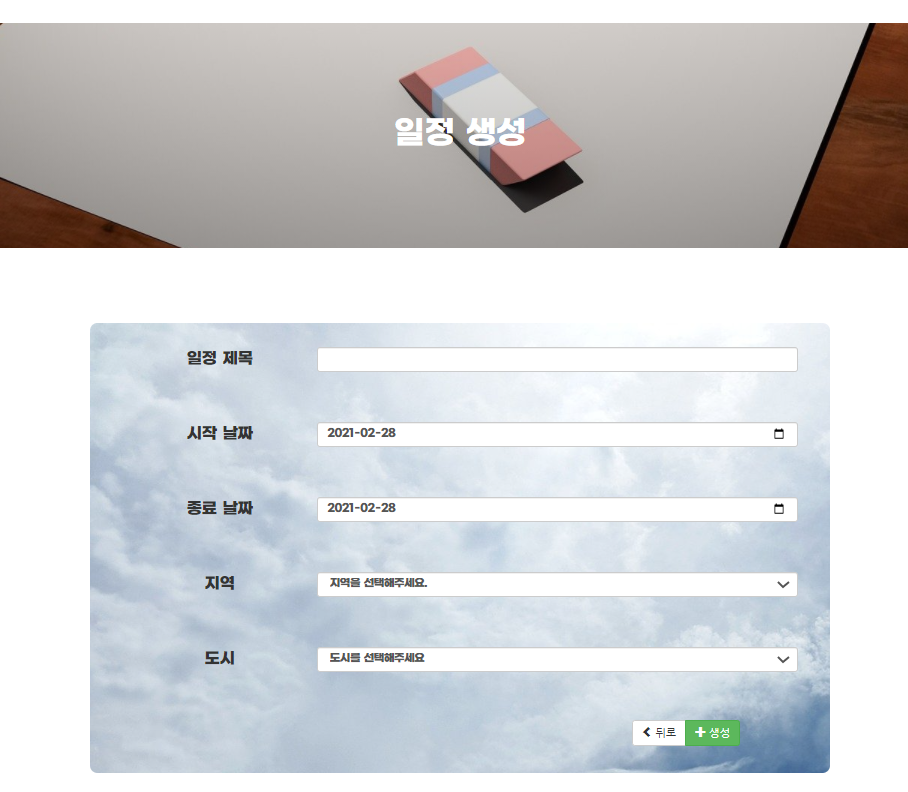 일정 생성
일정 제목
시작 날짜 2021-02-28
종료 날짜 2021-02-28
지역 지역을 선택해주세요.
도시 도시를 선택해주세요
뒤로 생성